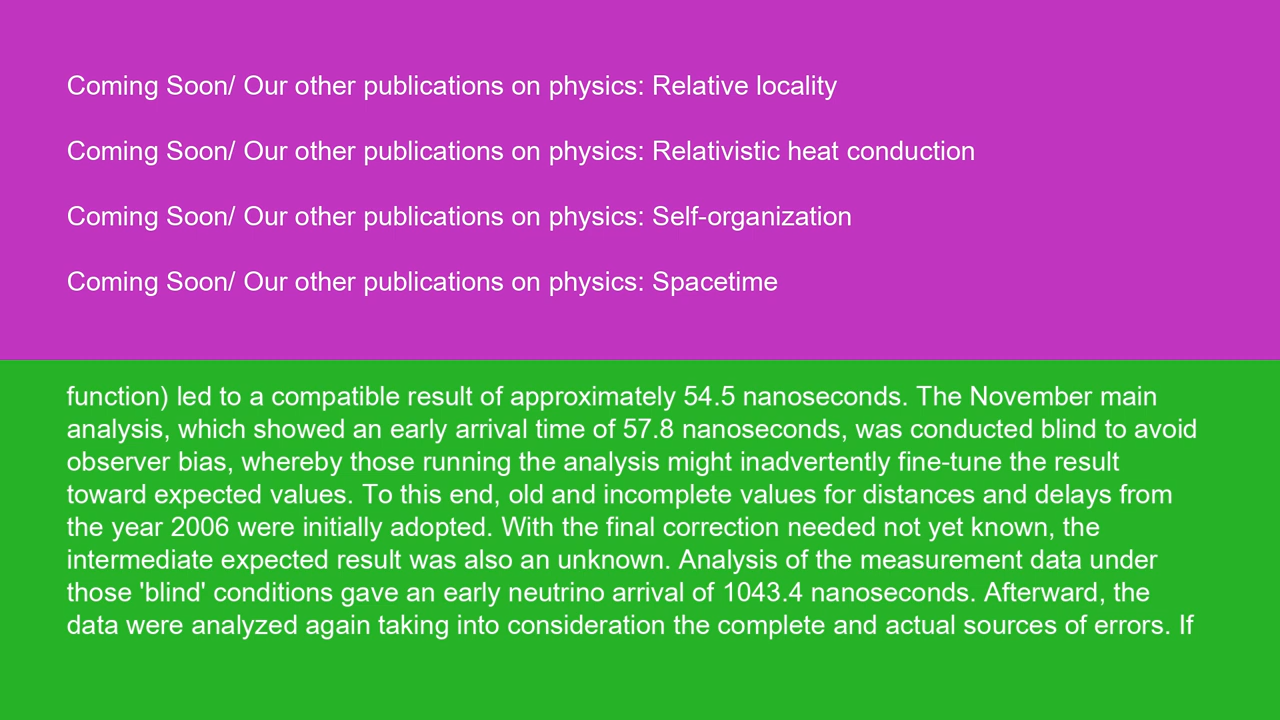 Coming Soon/ Our other publications on physics: Relative locality
Coming Soon/ Our other publications on physics: Relativistic heat conduction
Coming Soon/ Our other publications on physics: Self-organization
Coming Soon/ Our other publications on physics: Spacetime
function) led to a compatible result of approximately 54.5 nanoseconds. The November main
analysis, which showed an early arrival time of 57.8 nanoseconds, was conducted blind to avoid
observer bias, whereby those running the analysis might inadvertently fine-tune the result
toward expected values. To this end, old and incomplete values for distances and delays from
the year 2006 were initially adopted. With the final correction needed not yet known, the
intermediate expected result was also an unknown. Analysis of the measurement data under
those 'blind' conditions gave an early neutrino arrival of 1043.4 nanoseconds. Afterward, the
data were analyzed again taking into consideration the complete and actual sources of errors. If